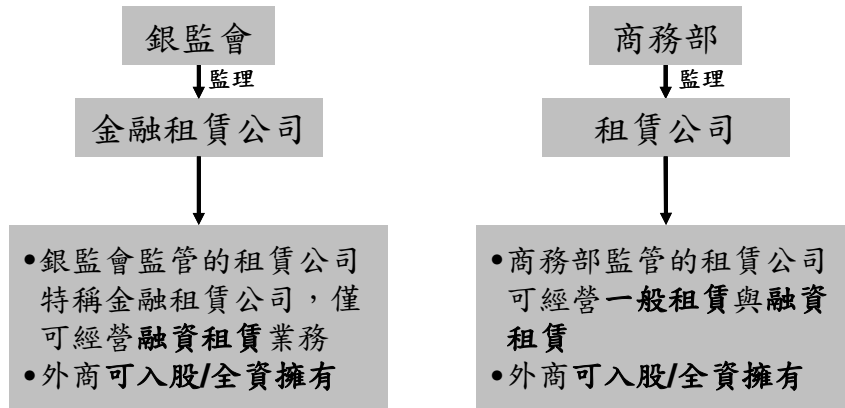 銀監會
監理
金融租賃公司
•銀監會監管的租賃公司
特稱金融租賃公司，僅
可經營融資租賃業務
•外商可入股/全資擁有
商務部
監理
租賃公司
•商務部監管的租賃公司
可經營一般租賃與融資
租賃
•外商可入股/全資擁有